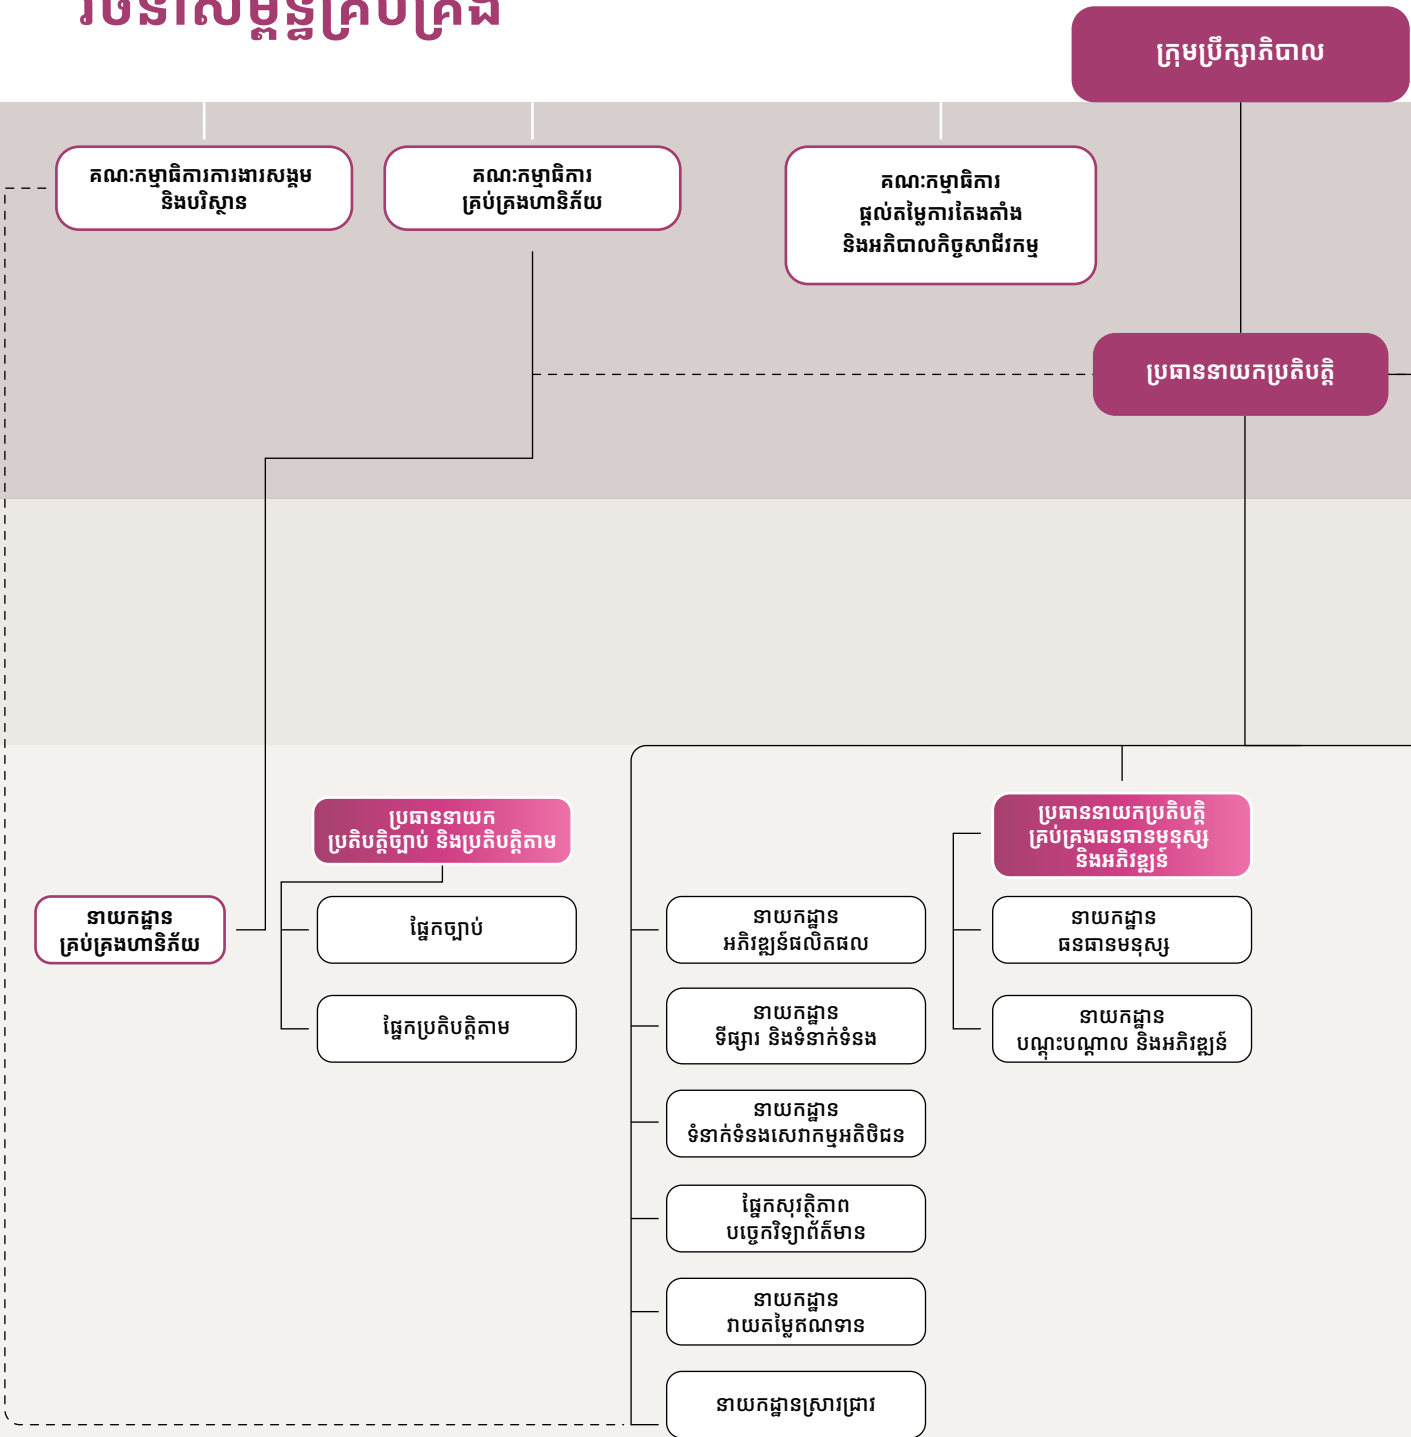 រចនាសម្ព័ន្ធគ្រប់គ្រង
ក្រុមប្រឹក្សាភិបាល
គណៈកម្មាធិការការងារសង្គម
និងបរិស្ថាន
គណៈកម្មាធិការ
គ្រប់គ្រងហានិភ័យ
គណៈកម្មាធិការ
ផ្តល់តម្លៃការតែងតាំង
និងអភិបាលកិច្ចសាជីវកម្ម
ប្រធាននាយកប្រតិបត្តិ
ប្រធាននាយក
ប្រតិបត្តិច្បាប់ និងប្រតិបត្តិតាម
ប្រធាននាយកប្រតិបត្តិ
គ្រប់គ្រងធនធានមនុស្ស
និងអភិវឌ្ឍន៍
នាយកដ្ឋាន
គ្រប់គ្រងហានិភ័យ
ផ្នែកច្បាប់
ផ្នែកប្រតិបត្តិតាម
នាយកដ្ឋាន
អភិវឌ្ឍន៍ផលិតផល
នាយកដ្ឋាន
ទីផ្សារ និងទំនាក់ទំនង
នាយកដ្ឋាន
ទំនាក់ទំនងសេវាកម្មអតិថិជន
ផ្នែកសុវត្ថិភាព
បច្ចេកវិទ្យាព័ត៌មាន
នាយកដ្ឋាន
វាយតម្លៃឥណទាន
នាយកដ្ឋានស្រាវជ្រាវ
នាយកដ្ឋាន
ធនធានមនុស្ស
នាយកដ្ឋាន
បណ្តុះបណ្តាល និងអភិវឌ្ឍន៍